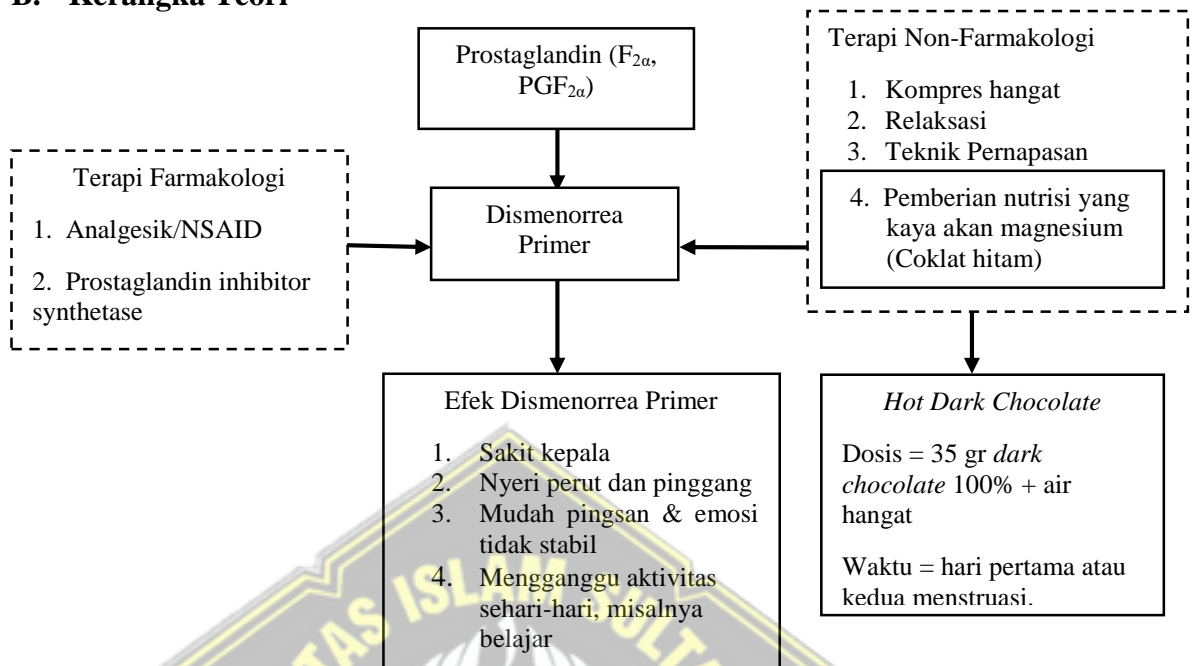 B. Kerangka Teori
Prostaglandin (F2α,
PGF2α)
Terapi Non-Farmakologi
1. Kompres hangat
2. Relaksasi
3. Teknik Pernapasan
4. Pemberian nutrisi yang
kaya akan magnesium
(Coklat hitam)
Terapi Farmakologi
1. Analgesik/NSAID
2. Prostaglandin inhibitor
synthetase
Dismenorrea
Primer
Efek Dismenorrea Primer
1. Sakit kepala
2. Nyeri perut dan pinggang
3. Mudah pingsan & emosi
tidak stabil
4. Mengganggu aktivitas
sehari-hari, misalnya
belajar
Hot Dark Chocolate
Dosis = 35 gr dark
chocolate 100% + air
hangat
Waktu = hari pertama atau
kedua menstruasi.
ISLAM